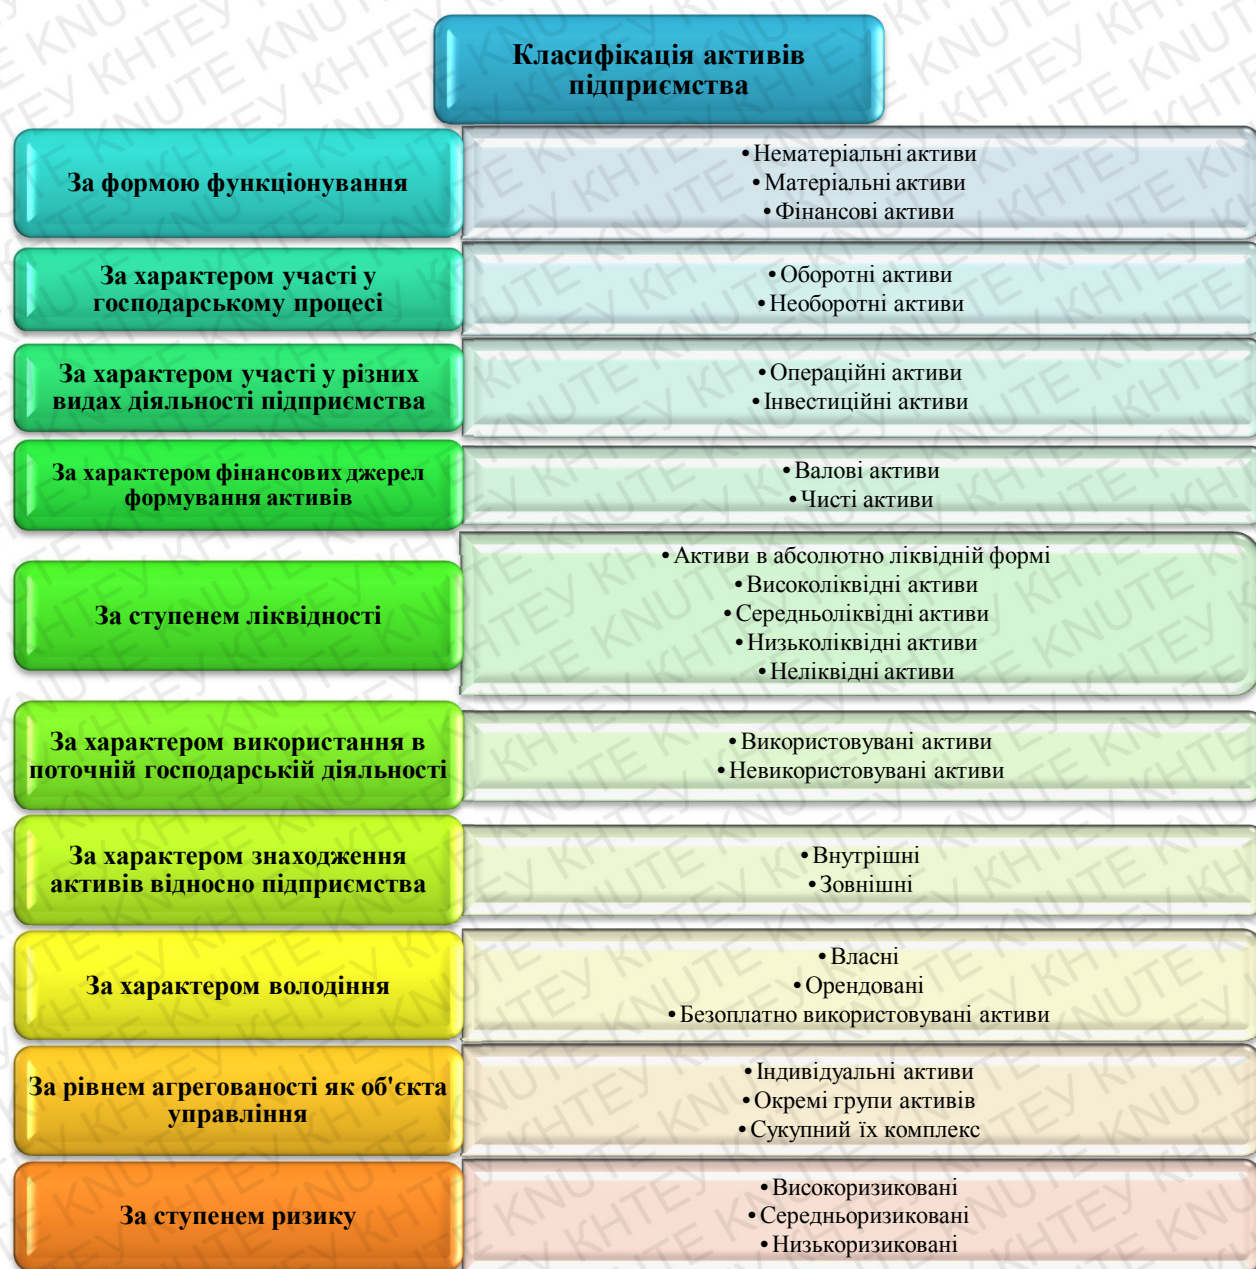 Класифікація активів
підприємства
За формою функціонування
• Нематеріальні активи
• Матеріальні активи
• Фінансові активи
За характером участі у
господарському процесі
• Оборотні активи
• Необоротні активи
За характером участі у різних
видах діяльності підприємства
• Операційні активи
• Інвестиційні активи
За характером фінансових джерел
формування активів
• Валові активи
• Чисті активи
За ступенем ліквідності
• Активи в абсолютно ліквідній формі
• Високоліквідні активи
• Середньоліквідні активи
• Низьколіквідні активи
• Неліквідні активи
За характером використання в
поточній господарській діяльності
• Використовувані активи
• Невикористовувані активи
За характером знаходження
активів відносно підприємства
• Внутрішні
• Зовнішні
За характером володіння
• Власні
• Орендовані
• Безоплатно використовувані активи
За рівнем агрегованості як об'єкта
управління
• Індивідуальні активи
• Окремі групи активів
• Сукупний їх комплекс
За ступенем ризику
• Високоризиковані
• Середньоризиковані
• Низькоризиковані